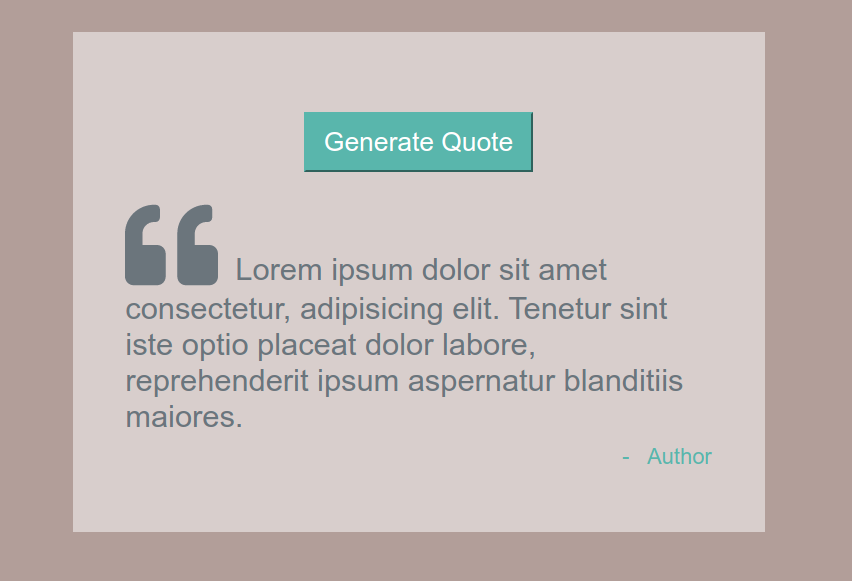 Generate Quote
❝ Lorem ipsum dolor sit amet
consectetur, adipisicing elit. Tenetur sint
iste optio placeat dolor labore,
reprehenderit ipsum aspernatur blanditiis
maiores.
- Author